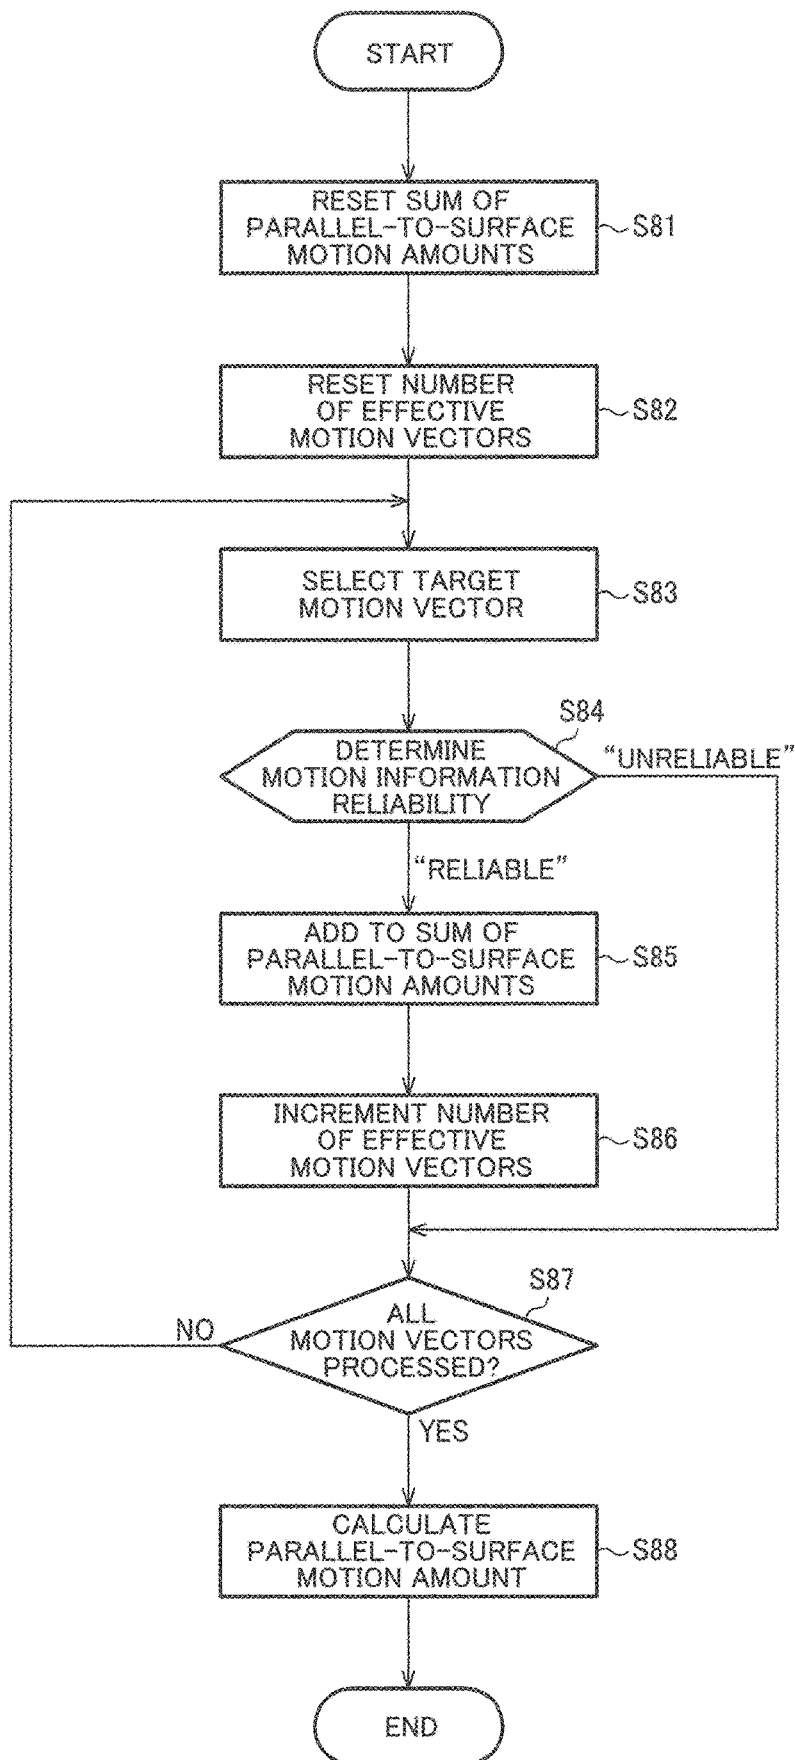 START
RESET SUM OF
PARALLEL-TO-SURFACE
MOTION AMOUNTS
S81
RESET NUMBER
OF EFFECTIVE
MOTION VECTORS
S82
SELECT TARGET
MOTION VECTOR
S83
S84
DETERMINE
MOTION INFORMATION
RELIABILITY
“UNRELIABLE”
“RELIABLE”
ADD TO SUM OF
PARALLEL-TO-SURFACE
MOTION AMOUNTS
S85
INCREMENT NUMBER
OF EFFECTIVE
MOTION VECTORS
S86
S87
ALL
MOTION VECTORS
PROCESSED?
NO
YES
CALCULATE
PARALLEL-TO-SURFACE
MOTION AMOUNT
S88
END